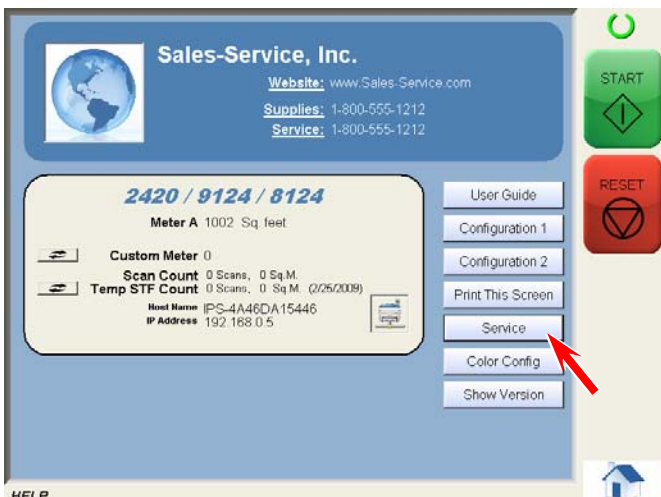 Sales-Service, Inc.
Website: www.Sales-Service.com
Supplies: 1-800-555-1212
Service: 1-800-555-1212
START
RESET
2420 / 9124 / 8124
Meter A 1002 Sq. feet
Custom Meter 0
Scan Count 0 Scans, 0 Sq.M.
Temp STF Count 0 Scans, 0 Sq.M. (2/25/2009)
Host Name IPS-4A46DA15446
IP Address 192.168.0.5
User Guide
Configuration 1
Configuration 2
Print This Screen
Service
Color Config
Show Version
HELP